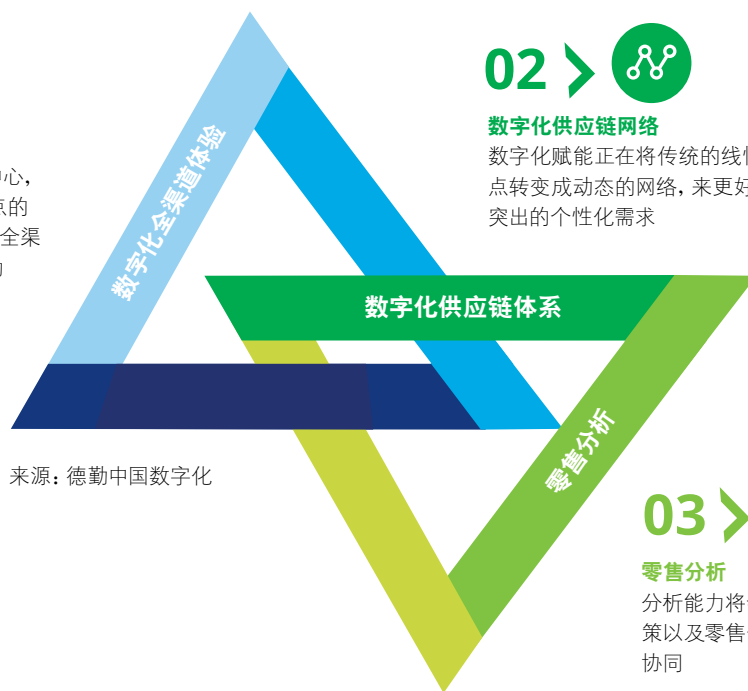 02
数字化供应链网络
数字化赋能正在将传统的线
点转变成动态的网络，来更好
突出的个性化需求
心，
点的
全渠
数字化全渠道体验
数字化供应链体系
零售分析
来源：德勤中国数字化
03
零售分析
分析能力将
策以及零售
协同